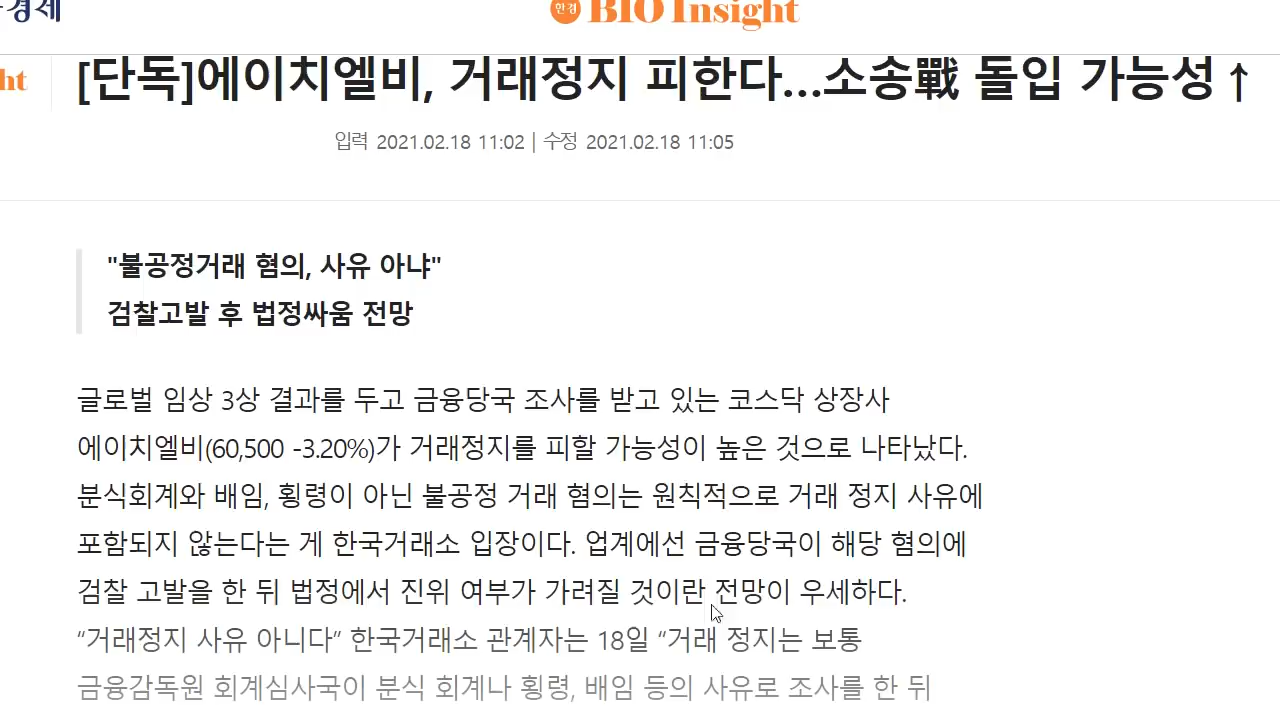 경제
한경 BIO Insight
ht
[단독]에이치엘비, 거래정지 피한다…소송戰 돌입 가능성↑
입력 2021.02.18 11:02 | 수정 2021.02.18 11:05
"불공정거래 혐의, 사유 아냐"
검찰고발 후 법정싸움 전망
글로벌 임상 3상 결과를 두고 금융당국 조사를 받고 있는 코스닥 상장사
에이치엘비(60,500 -3.20%)가 거래정지를 피할 가능성이 높은 것으로 나타났다.
분식회계와 배임, 횡령이 아닌 불공정 거래 혐의는 원칙적으로 거래 정지 사유에
포함되지 않는다는 게 한국거래소 입장이다. 업계에선 금융당국이 해당 혐의에
검찰 고발을 한 뒤 법정에서 진위 여부가 가려질 것이란 전망이 우세하다.
“거래정지 사유 아니다” 한국거래소 관계자는 18일 “거래 정지는 보통
금융감독원 회계심사국이 분식 회계나 횡령, 배임 등의 사유로 조사를 한 뒤